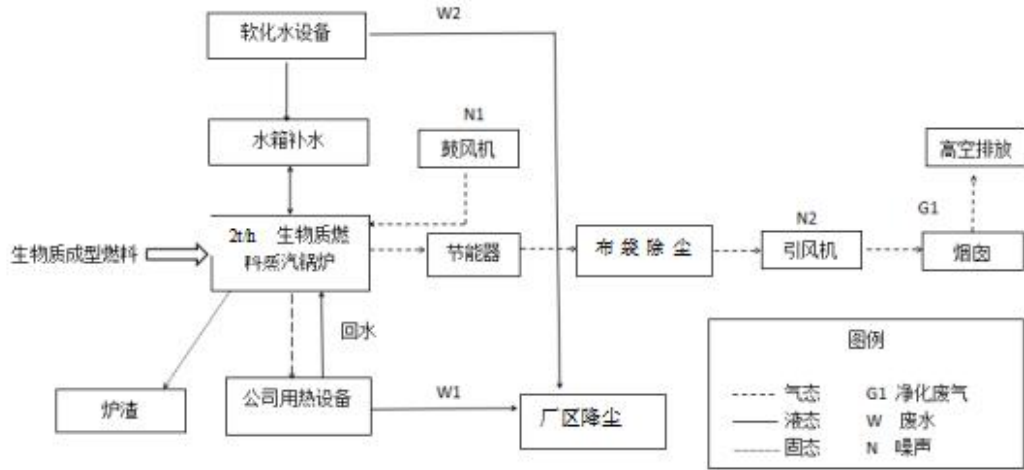 W2
软化水设备
N1
水箱补水
鼓风机
高空排放
G1
N2
2t/h 生物质燃
料蒸汽锅炉
生物质成型燃料
节能器
布袋除尘
引风机
烟囱
回水
图例
公司用热设备
W1
炉渣
厂区降尘
气态 G1 净化废气
液态 W 废水
固态 N 噪声